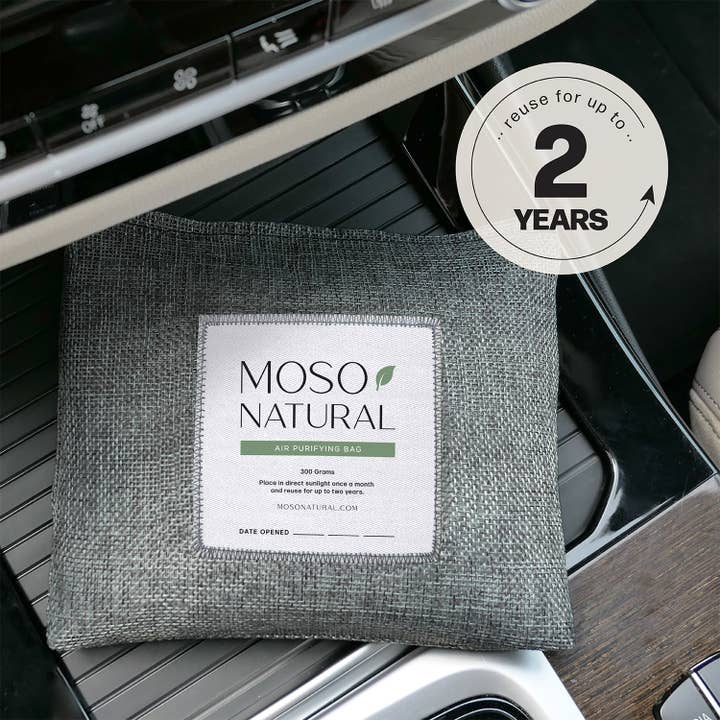 reuse for up to
2
YEARS
OFF
MOSO
NATURAL
AIR PURIFYING BAG
300 Grams
Place in direct sunlight once a month
and reuse for up to two years.
MOSONATURAL.COM
DATE OPENED